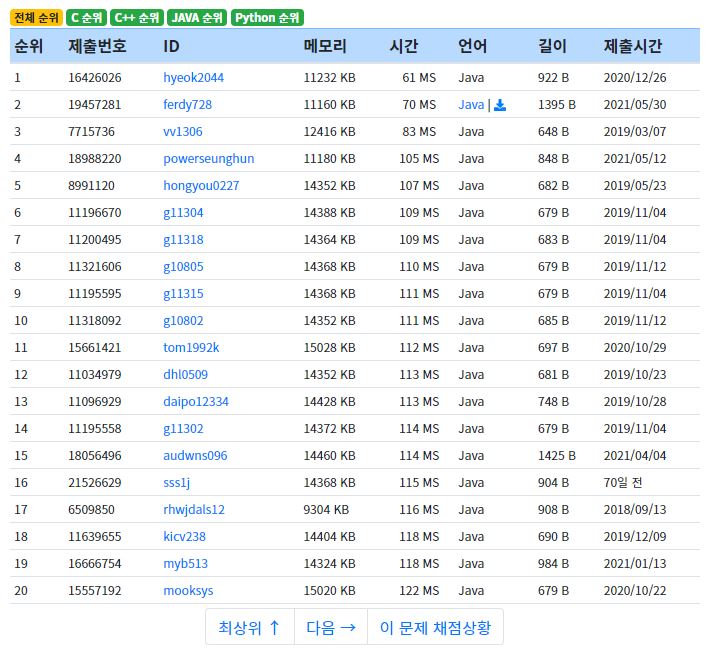 전체 순위 C 순위 C++ 순위 JAVA 순위 Python 순위
순위 제출번호 ID 메모리 시간 언어 길이 제출시간
1 16426026 hyeok2044 11232 KB 61 MS Java 922 B 2020/12/26
2 19457281 ferdy728 11160 KB 70 MS Java | 1395 B 2021/05/30
3 7715736 vv1306 12416 KB 83 MS Java 648 B 2019/03/07
4 18988220 powerseunghun 11180 KB 105 MS Java 848 B 2021/05/12
5 8991120 hongyou0227 14352 KB 107 MS Java 682 B 2019/05/23
6 11196670 g11304 14388 KB 109 MS Java 679 B 2019/11/04
7 11200495 g11318 14364 KB 109 MS Java 683 B 2019/11/04
8 11321606 g10805 14368 KB 110 MS Java 679 B 2019/11/12
9 11195595 g11315 14368 KB 111 MS Java 679 B 2019/11/04
10 11318092 g10802 14352 KB 111 MS Java 685 B 2019/11/12
11 15661421 tom1992k 15028 KB 112 MS Java 697 B 2020/10/29
12 11034979 dhl0509 14352 KB 113 MS Java 681 B 2019/10/23
13 11096929 daipo12334 14428 KB 113 MS Java 748 B 2019/10/28
14 11195558 g11302 14372 KB 114 MS Java 679 B 2019/11/04
15 18056496 audwns096 14460 KB 114 MS Java 1425 B 2021/04/04
16 21526629 sss1j 14368 KB 115 MS Java 904 B 70일 전
17 6509850 rhwjdals12 9304 KB 116 MS Java 908 B 2018/09/13
18 11639655 kicv238 14404 KB 118 MS Java 690 B 2019/12/09
19 16666754 myb513 14324 KB 118 MS Java 984 B 2021/01/13
20 15557192 mooksys 15020 KB 122 MS Java 679 B 2020/10/22
최상위 ↑ 다음 → 이 문제 채점상황